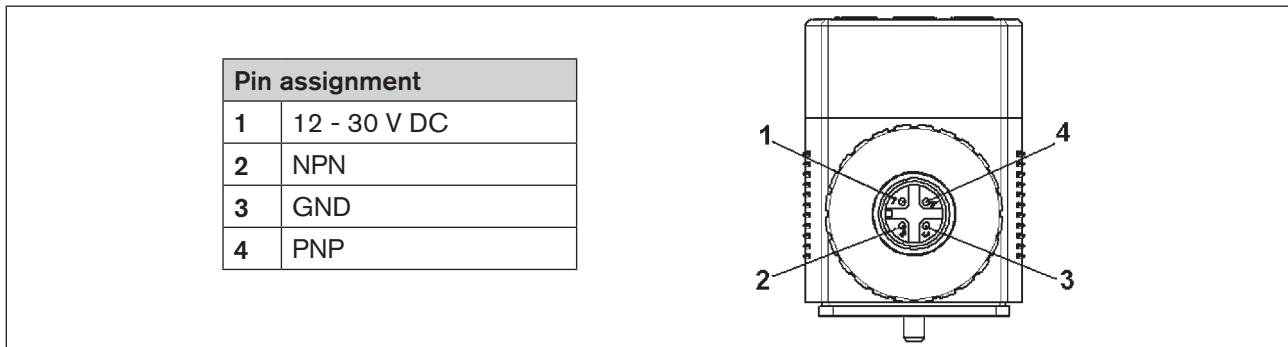 Pin assignment
1 12 - 30 V DC
2 NPN
3 GND
4 PNP
1 4
2 3